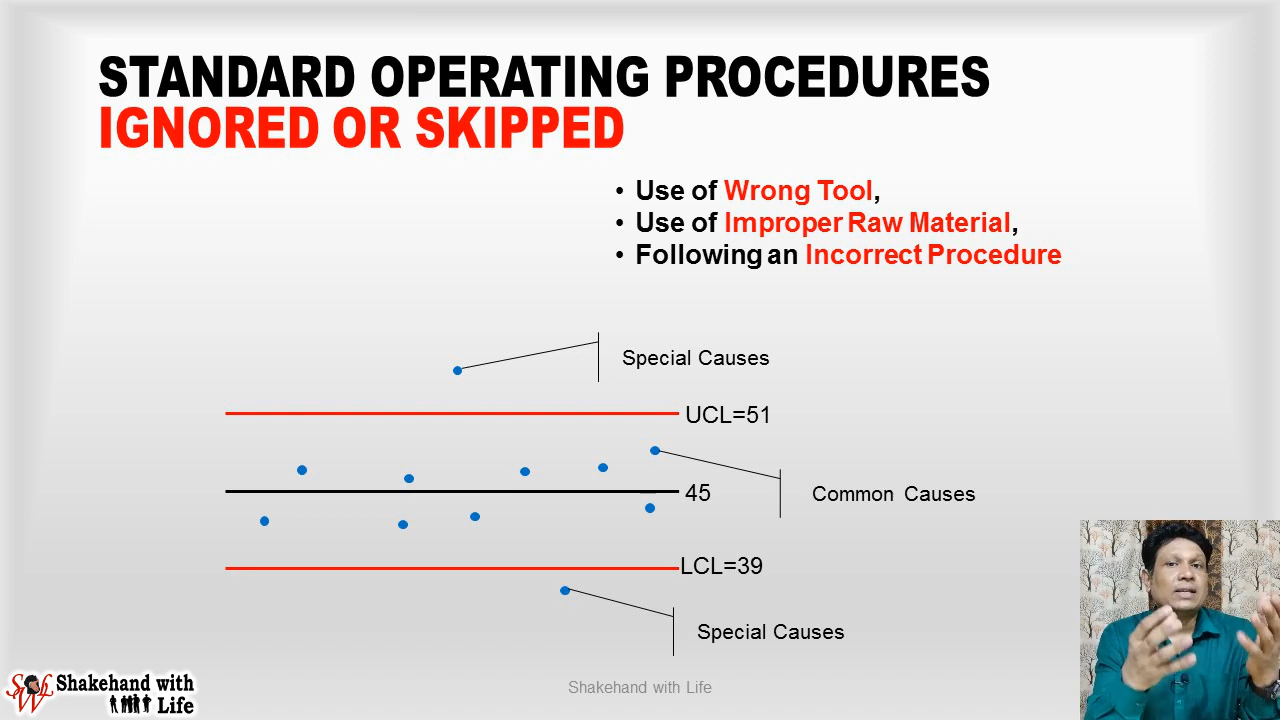 STANDARD OPERATING PROCEDURES
IGNORED OR SKIPPED
• Use of Wrong Tool,
• Use of Improper Raw Material,
• Following an Incorrect Procedure
Special Causes
UCL=51
45
Common Causes
LCL=39
Special Causes
SWL Shakehand with
Life
Shakehand with Life